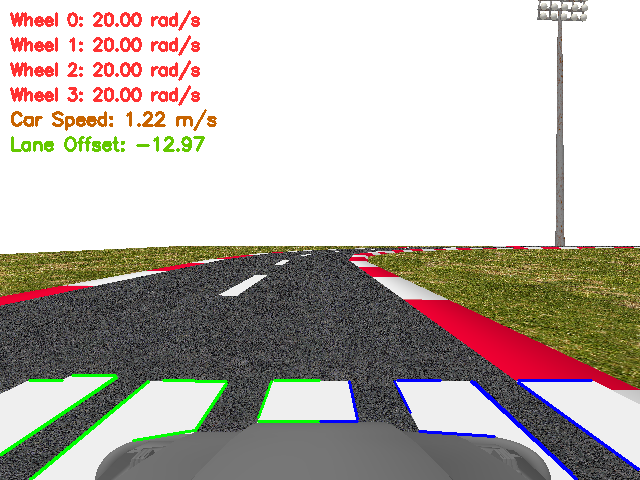 Wheel 0: 20.00 rad/s
Wheel 1: 20.00 rad/s
Wheel 2: 20.00 rad/s
Wheel 3: 20.00 rad/s
Car Speed: 1.22 m/s
Lane Offset: -12.97